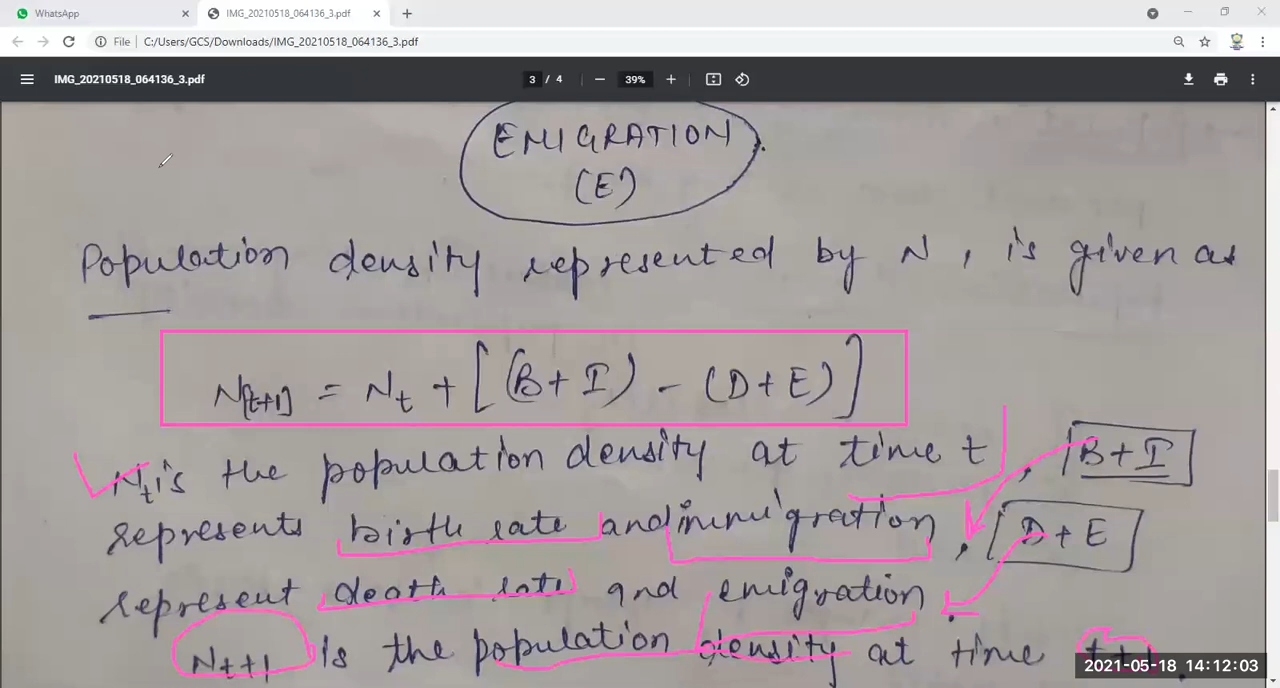 WhatsApp
IMG_20210518_064136_3.pdf
File
C:/Users/GCS/Downloads/IMG_20210518_064136_3.pdf
IMG_20210518_064136_3.pdf
3 / 4
39%
EMIGRATION
(E)
Population density represented by N, is given as
N[t+1] = Nt + [(B+I) - (D+E)]
Nt is the population density at time t, B+I
represents birth rate and immigration, D+E
represent death rate and emigration.
Nt+1 is the population density at time t+1.
2021-05-18 14:12:03